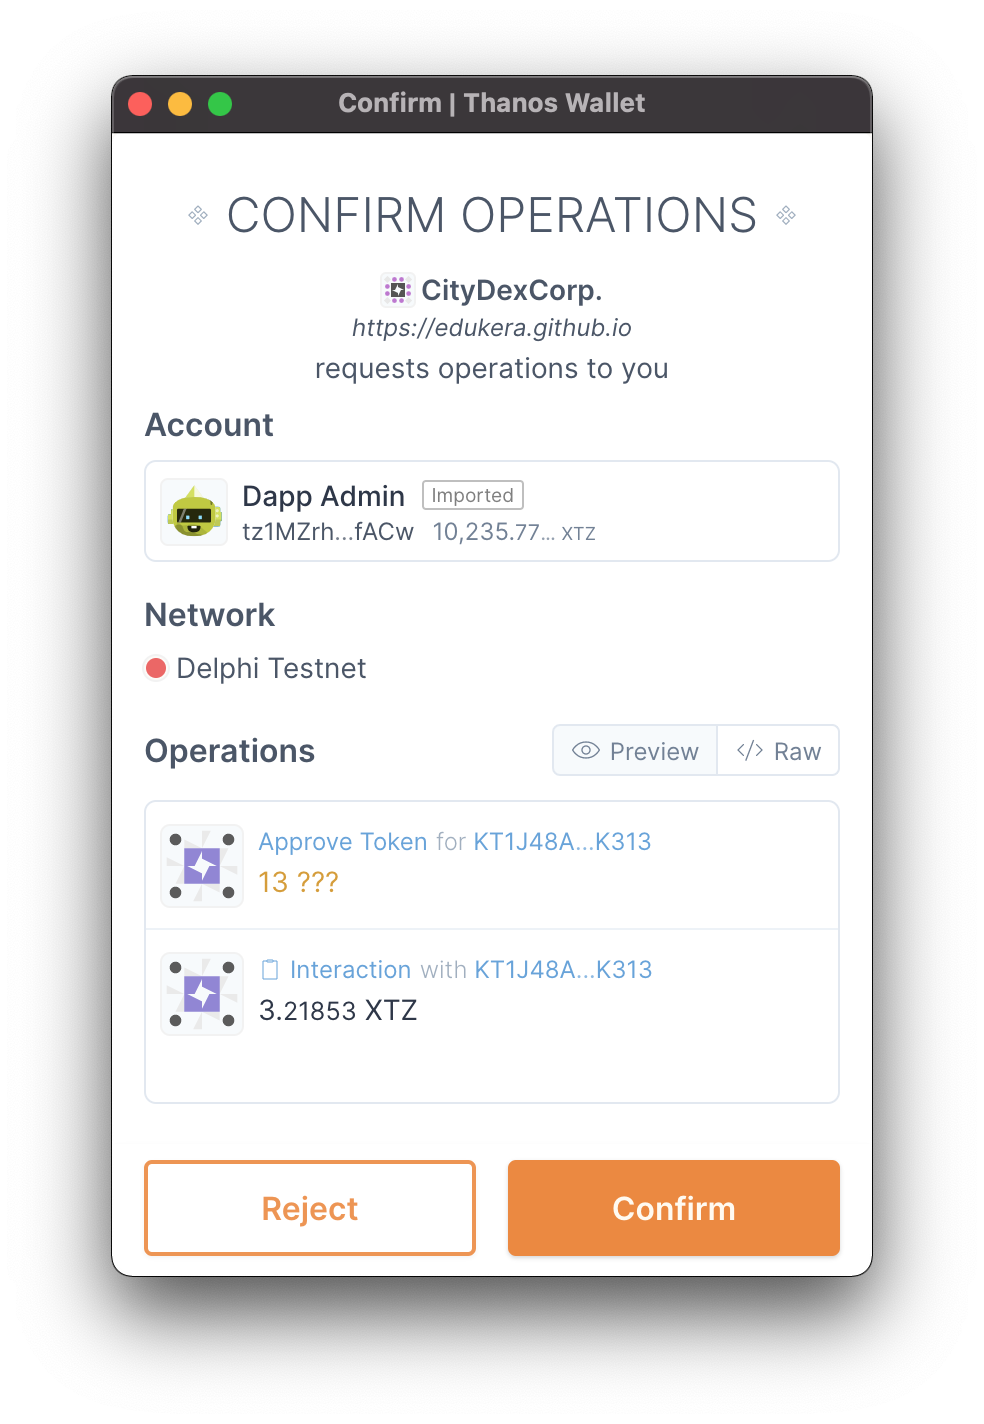 Confirm | Thanos Wallet
CONFIRM OPERATIONS
CityDexCorp.
https://edukera.github.io
requests operations to you
Account
Dapp Admin Imported
tz1MZrh...fACw 10,235.77... XTZ
Network
Delphi Testnet
Operations Preview </> Raw
Approve Token for KT1J48A...K313
13 ???
Interaction with KT1J48A...K313
3.21853 XTZ
Reject Confirm